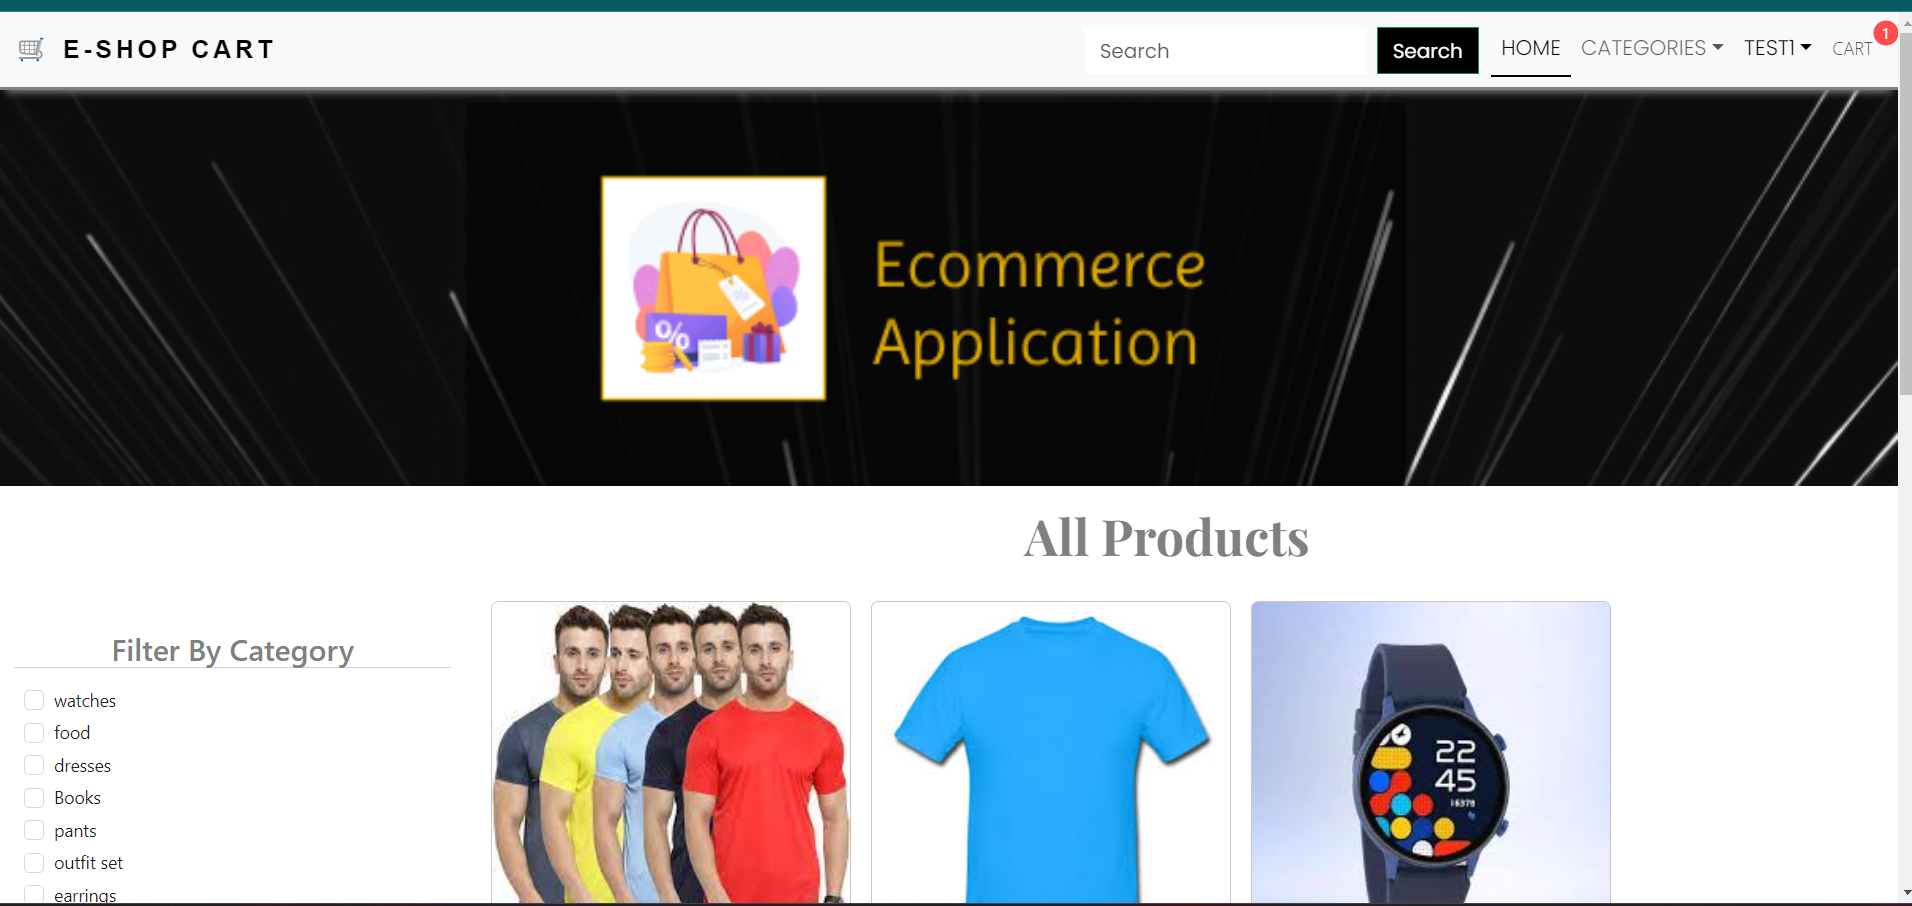 E-SHOP CART
Search
Search
HOME
CATEGORIES
TEST1
CART
1
%
Ecommerce
Application
All Products
Filter By Category
watches
food
dresses
Books
pants
outfit set
earrings
22
45